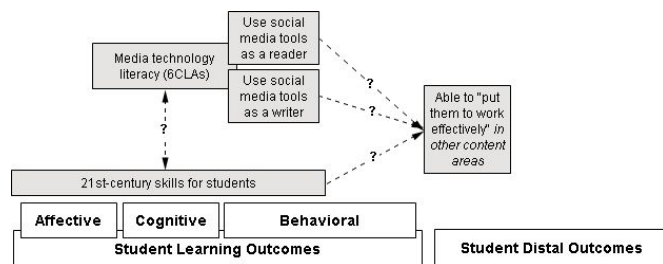 Use social
media tools
as a reader
Media technology
literacy (6CLAs)
Use social
media tools
as a writer
?
?
?
?
Able to "put
them to work
effectively" in
other content
areas
21st-century skills for students
Affective
Cognitive
Behavioral
Student Learning Outcomes
Student Distal Outcomes